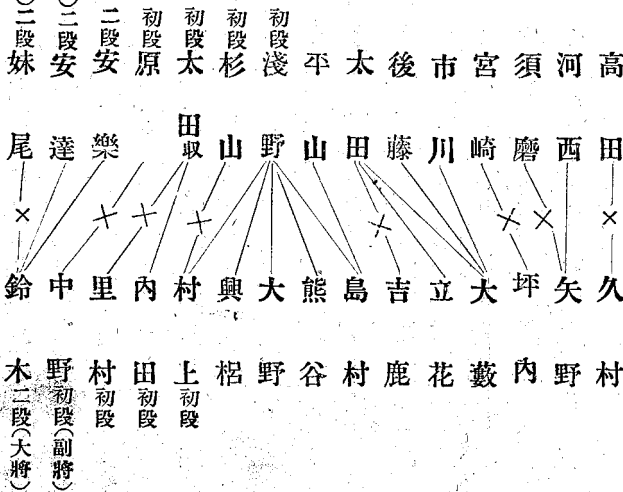 高田
河西
須磨
宮崎
市川
後藤
太田
平山
初段 淺野
初段 杉山
初段 太田収
初段 原
二段 安樂
)二段 安達
)二段 妹尾
久村
矢野
坪内
大藪
立花
吉鹿
島村
熊谷
大野
興梠
村上初段
内田初段
里村初段
中野初段(副將)
鈴木二段(大將)